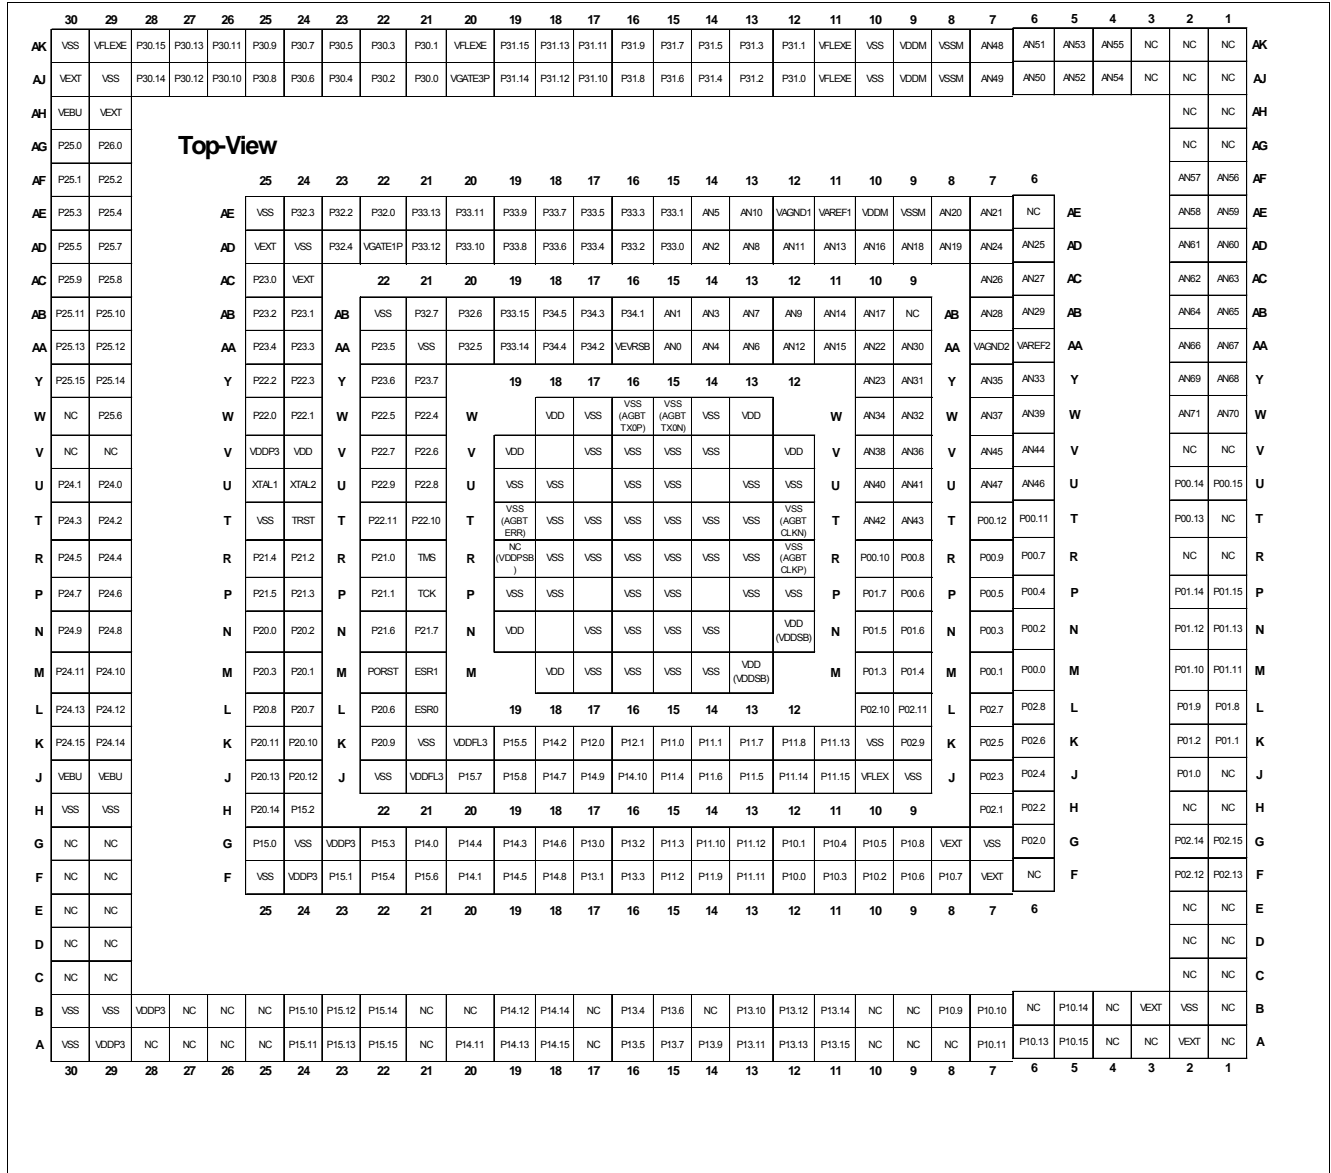 30 29 28 27 26 25 24 23 22 21 20 19 18 17 16 15 14 13 12 11 10 9 8 7 6 5 4 3 2 1
AK VSS VFLEXE P30.15 P30.13 P30.11 P30.9 P30.7 P30.5 P30.3 P30.1 VFLEXE P31.15 P31.13 P31.11 P31.9 P31.7 P31.5 P31.3 P31.1 VFLEXE VSS VDDM VSSM AN48 AN51 AN53 AN55 NC NC NC AK
AJ VEXT VSS P30.14 P30.12 P30.10 P30.8 P30.6 P30.4 P30.2 P30.0 VGATE3P P31.14 P31.12 P31.10 P31.8 P31.6 P31.4 P31.2 P31.0 VFLEXE VSS VDDM VSSM AN49 AN50 AN52 AN54 NC NC NC AJ
AH VEBU VEXT NC NC AH
AG P25.0 P26.0 Top-View NC NC AG
AF P25.1 P25.2 25 24 23 22 21 20 19 18 17 16 15 14 13 12 11 10 9 8 7 6 AN57 AN56 AF
AE P25.3 P25.4 AE VSS P32.3 P32.2 P32.0 P33.13 P33.11 P33.9 P33.7 P33.5 P33.3 P33.1 AN5 AN10 VAGND1 VAREF1 VDDM VSSM AN20 AN21 NC AE AN58 AN59 AE
AD P25.5 P25.7 AD VEXT VSS P32.4 VGATE1P P33.12 P33.10 P33.8 P33.6 P33.4 P33.2 P33.0 AN2 AN8 AN11 AN13 AN16 AN18 AN19 AN24 AN25 AD AN61 AN60 AD
AC P25.9 P25.8 AC P23.0 VEXT 22 21 20 19 18 17 16 15 14 13 12 11 10 9 AN26 AN27 AC AN62 AN63 AC
AB P25.11 P25.10 AB P23.2 P23.1 AB VSS P32.7 P32.6 P33.15 P34.5 P34.3 P34.1 AN1 AN3 AN7 AN9 AN14 AN17 NC AB AN28 AN29 AB AN64 AN65 AB
AA P25.13 P25.12 AA P23.4 P23.3 AA P23.5 VSS P32.5 P33.14 P34.4 P34.2 VEVRSB AN0 AN4 AN6 AN12 AN15 AN22 AN30 AA VAGND2 VAREF2 AA AN66 AN67 AA
Y P25.15 P25.14 Y P22.2 P22.3 Y P23.6 P23.7 19 18 17 16 15 14 13 12 AN23 AN31 Y AN35 AN33 Y AN69 AN68 Y
W NC P25.6 W P22.0 P22.1 W P22.5 P22.4 W VDD VSS VSS (AGBT TX0P) VSS (AGBT TX0N) VSS VDD W AN34 AN32 W AN37 AN39 W AN71 AN70 W
V NC NC V VDDP3 VDD V P22.7 P22.6 V VDD VSS VSS VSS VSS VDD V AN38 AN36 V AN45 AN44 V NC NC V
U P24.1 P24.0 U XTAL1 XTAL2 U P22.9 P22.8 U VSS VSS VSS VSS VSS VSS U AN40 AN41 U AN47 AN46 U P00.14 P00.15 U
T P24.3 P24.2 T VSS TRST T P22.11 P22.10 T VSS (AGBT ERR) VSS VSS VSS VSS VSS VSS VSS (AGBT CLKN) T AN42 AN43 T P00.12 P00.11 T P00.13 NC T
R P24.5 P24.4 R P21.4 P21.2 R P21.0 TMS R NC (VDDPSB) VSS VSS VSS VSS VSS VSS VSS (AGBT CLKP) R P00.10 P00.8 R P00.9 P00.7 R NC NC R
P P24.7 P24.6 P P21.5 P21.3 P P21.1 TCK P VSS VSS VSS VSS VSS VSS P P01.7 P00.6 P P00.5 P00.4 P P01.14 P01.15 P
N P24.9 P24.8 N P20.0 P20.2 N P21.6 P21.7 N VDD VSS VSS VSS VSS VDD (VDDSB) N P01.5 P01.6 N P00.3 P00.2 N P01.12 P01.13 N
M P24.11 P24.10 M P20.3 P20.1 M PORST ESR1 M VDD VSS VSS VSS VSS VDD (VDDSB) M P01.3 P01.4 M P00.1 P00.0 M P01.10 P01.11 M
L P24.13 P24.12 L P20.8 P20.7 L P20.6 ESR0 19 18 17 16 15 14 13 12 P02.10 P02.11 L P02.7 P02.8 L P01.9 P01.8 L
K P24.15 P24.14 K P20.11 P20.10 K P20.9 VSS VDDFL3 P15.5 P14.2 P12.0 P12.1 P11.0 P11.1 P11.7 P11.8 P11.13 VSS P02.9 K P02.5 P02.6 K P01.2 P01.1 K
J VEBU VEBU J P20.13 P20.12 J VSS VDDFL3 P15.7 P15.8 P14.7 P14.9 P14.10 P11.4 P11.6 P11.5 P11.14 P11.15 VFLEX VSS J P02.3 P02.4 J P01.0 NC J
H VSS VSS H P20.14 P15.2 22 21 20 19 18 17 16 15 14 13 12 11 10 9 P02.1 P02.2 H NC NC H
G NC NC G P15.0 VSS VDDP3 P15.3 P14.0 P14.4 P14.3 P14.6 P13.0 P13.2 P11.3 P11.10 P11.12 P10.1 P10.4 P10.5 P10.8 VEXT VSS P02.0 G P02.14 P02.15 G
F NC NC F VSS VDDP3 P15.1 P15.4 P15.6 P14.1 P14.5 P14.8 P13.1 P13.3 P11.2 P11.9 P11.11 P10.0 P10.3 P10.2 P10.6 P10.7 VEXT NC F P02.12 P02.13 F
E NC NC 25 24 23 22 21 20 19 18 17 16 15 14 13 12 11 10 9 8 7 6 NC NC E
D NC NC NC NC D
C NC NC NC NC C
B VSS VSS VDDP3 NC NC NC P15.10 P15.12 P15.14 NC NC P14.12 P14.14 NC P13.4 P13.6 NC P13.10 P13.12 P13.14 NC NC P10.9 P10.10 NC P10.14 NC VEXT VSS NC B
A VSS VDDP3 NC NC NC NC P15.11 P15.13 P15.15 NC P14.11 P14.13 P14.15 NC P13.5 P13.7 P13.9 P13.11 P13.13 P13.15 NC NC NC P10.11 P10.13 P10.15 NC NC VEXT NC A
30 29 28 27 26 25 24 23 22 21 20 19 18 17 16 15 14 13 12 11 10 9 8 7 6 5 4 3 2 1